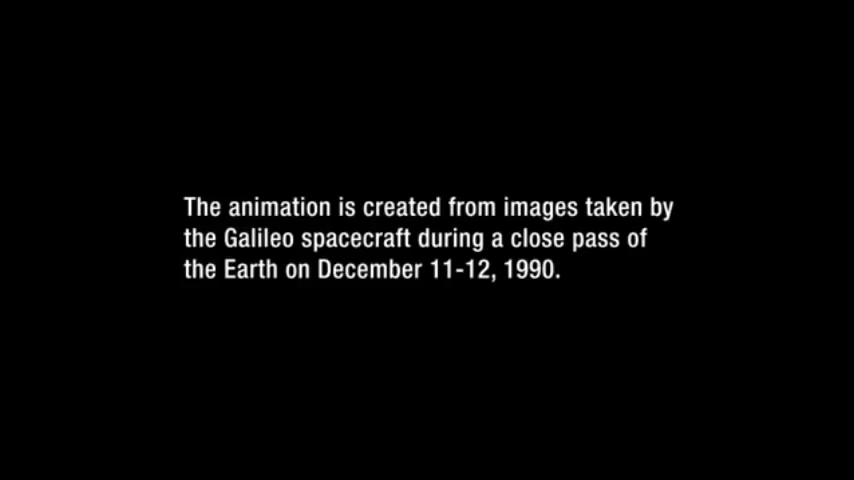 The animation is created from images taken by
the Galileo spacecraft during a close pass of
the Earth on December 11-12, 1990.